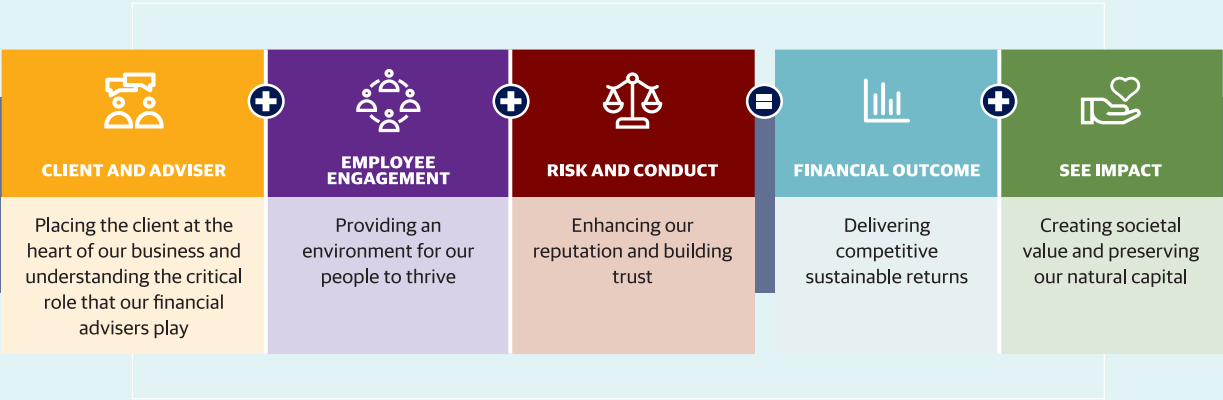 CLIENT AND ADVISER
Placing the client at the
heart of our business and
understanding the critical
role that our financial
advisers play
EMPLOYEE
ENGAGEMENT
Providing an
environment for our
people to thrive
RISK AND CONDUCT
Enhancing our
reputation and building
trust
FINANCIAL OUTCOME
Delivering
competitive
sustainable returns
SEE IMPACT
Creating societal
value and preserving
our natural capital